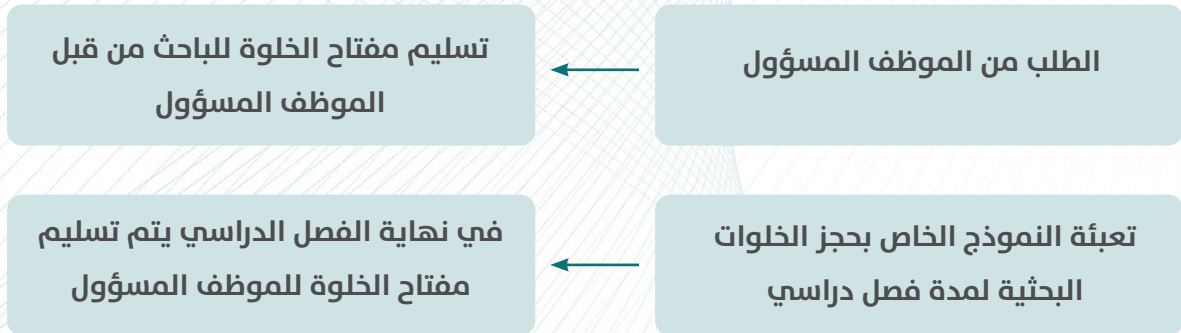 الطلب من الموظف المسؤول
تسليم مفتاح الخلوة للباحث من قبل
الموظف المسؤول
تعبئة النموذج الخاص بحجز الخلوات
البحثية لمدة فصل دراسي
في نهاية الفصل الدراسي يتم تسليم
مفتاح الخلوة للموظف المسؤول